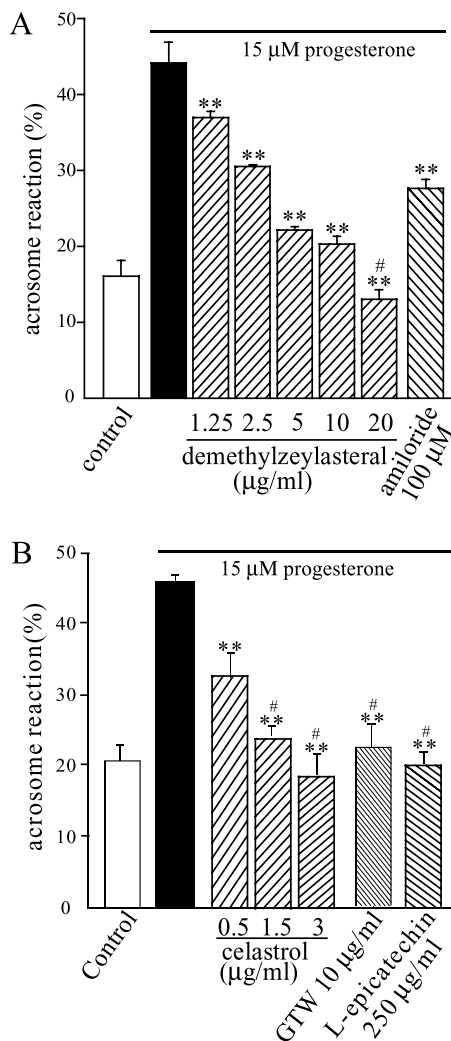 A
15 μM progesterone
acrosome reaction (%)
50
40
30
20
10
0
**
**
**
**
#
**
**
control
1.25 2.5 5 10 20
demethylzeylasteral
(μg/ml)
amiloride
100 μM
B
15 μM progesterone
acrosome reaction(%)
50
40
30
20
10
0
**
#
**
#
**
#
**
#
**
Control
0.5 1.5 3
celastrol
(μg/ml)
GTW 10 μg/ml
L-epicatechin
250 μg/ml